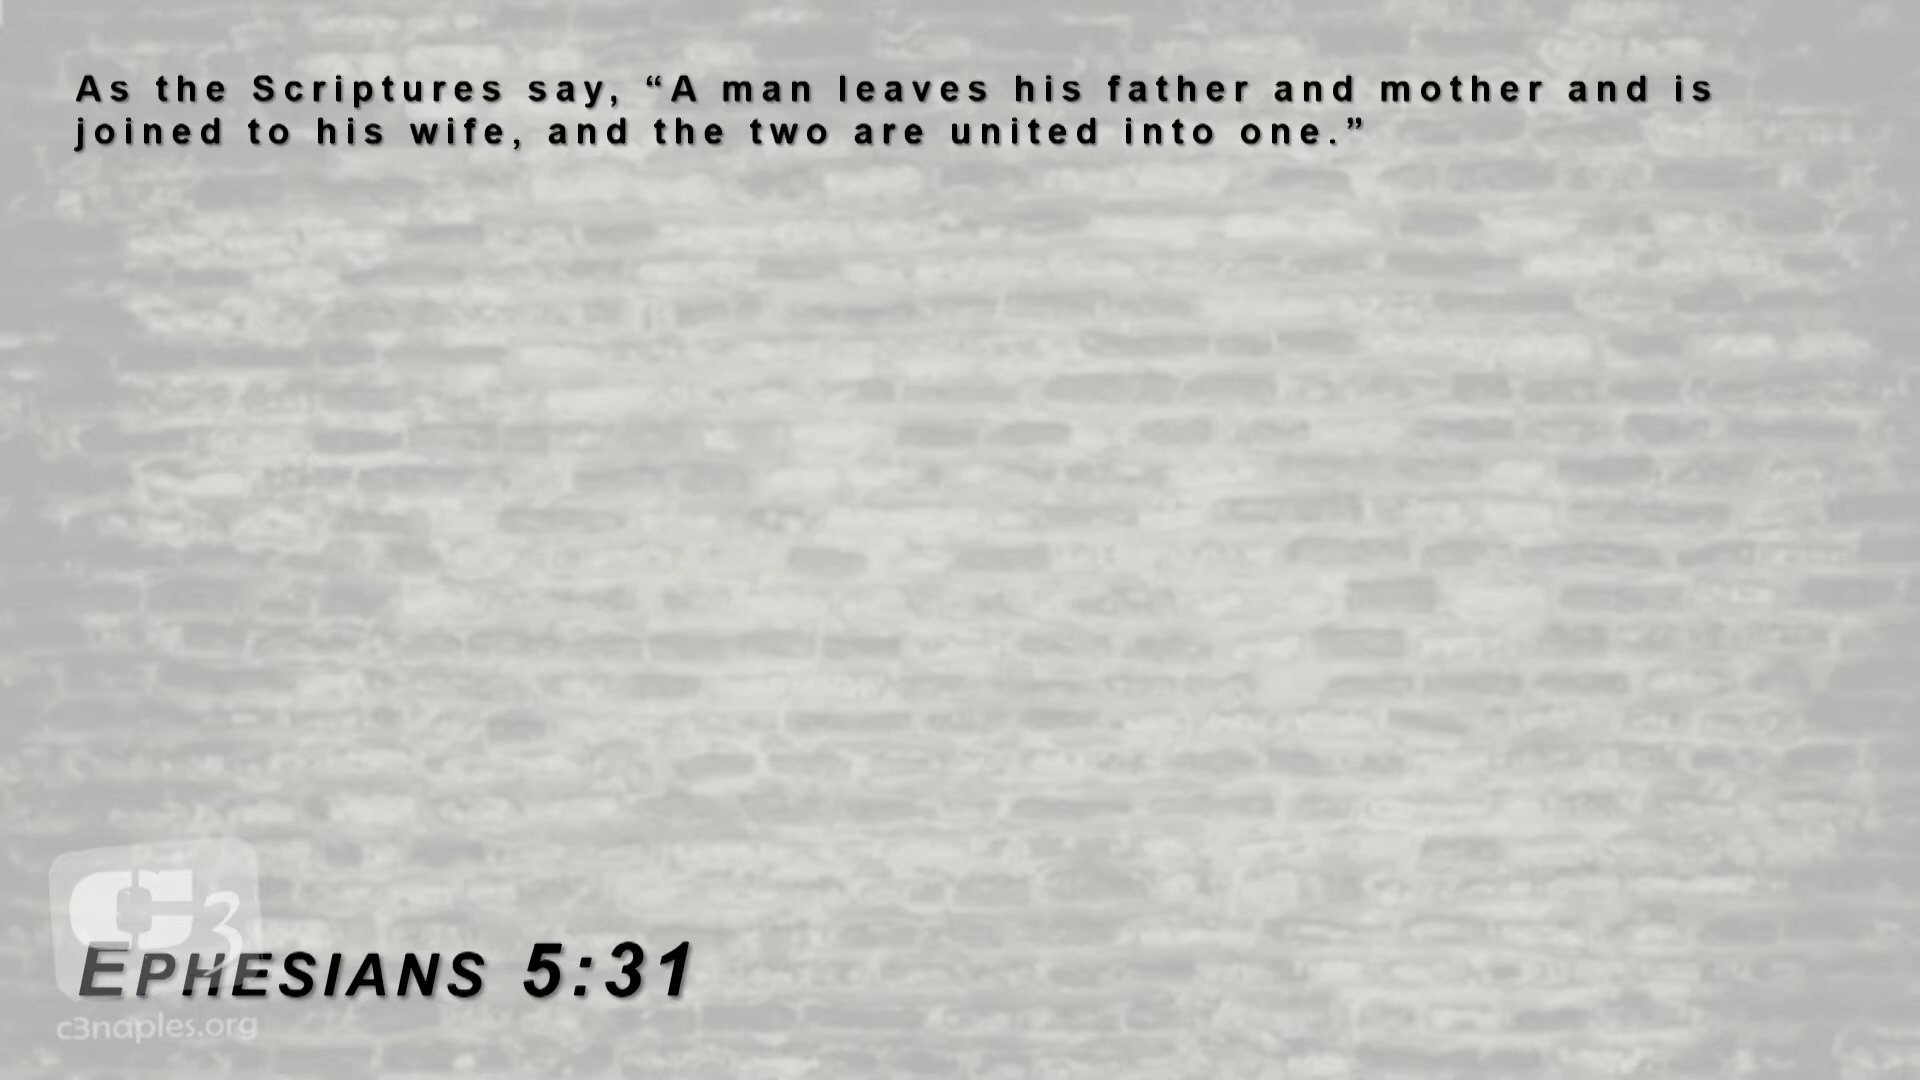 As the Scriptures say, “A man leaves his father and mother and is
joined to his wife, and the two are united into one.”
C3
EPHESIANS 5:31
c3naples.org